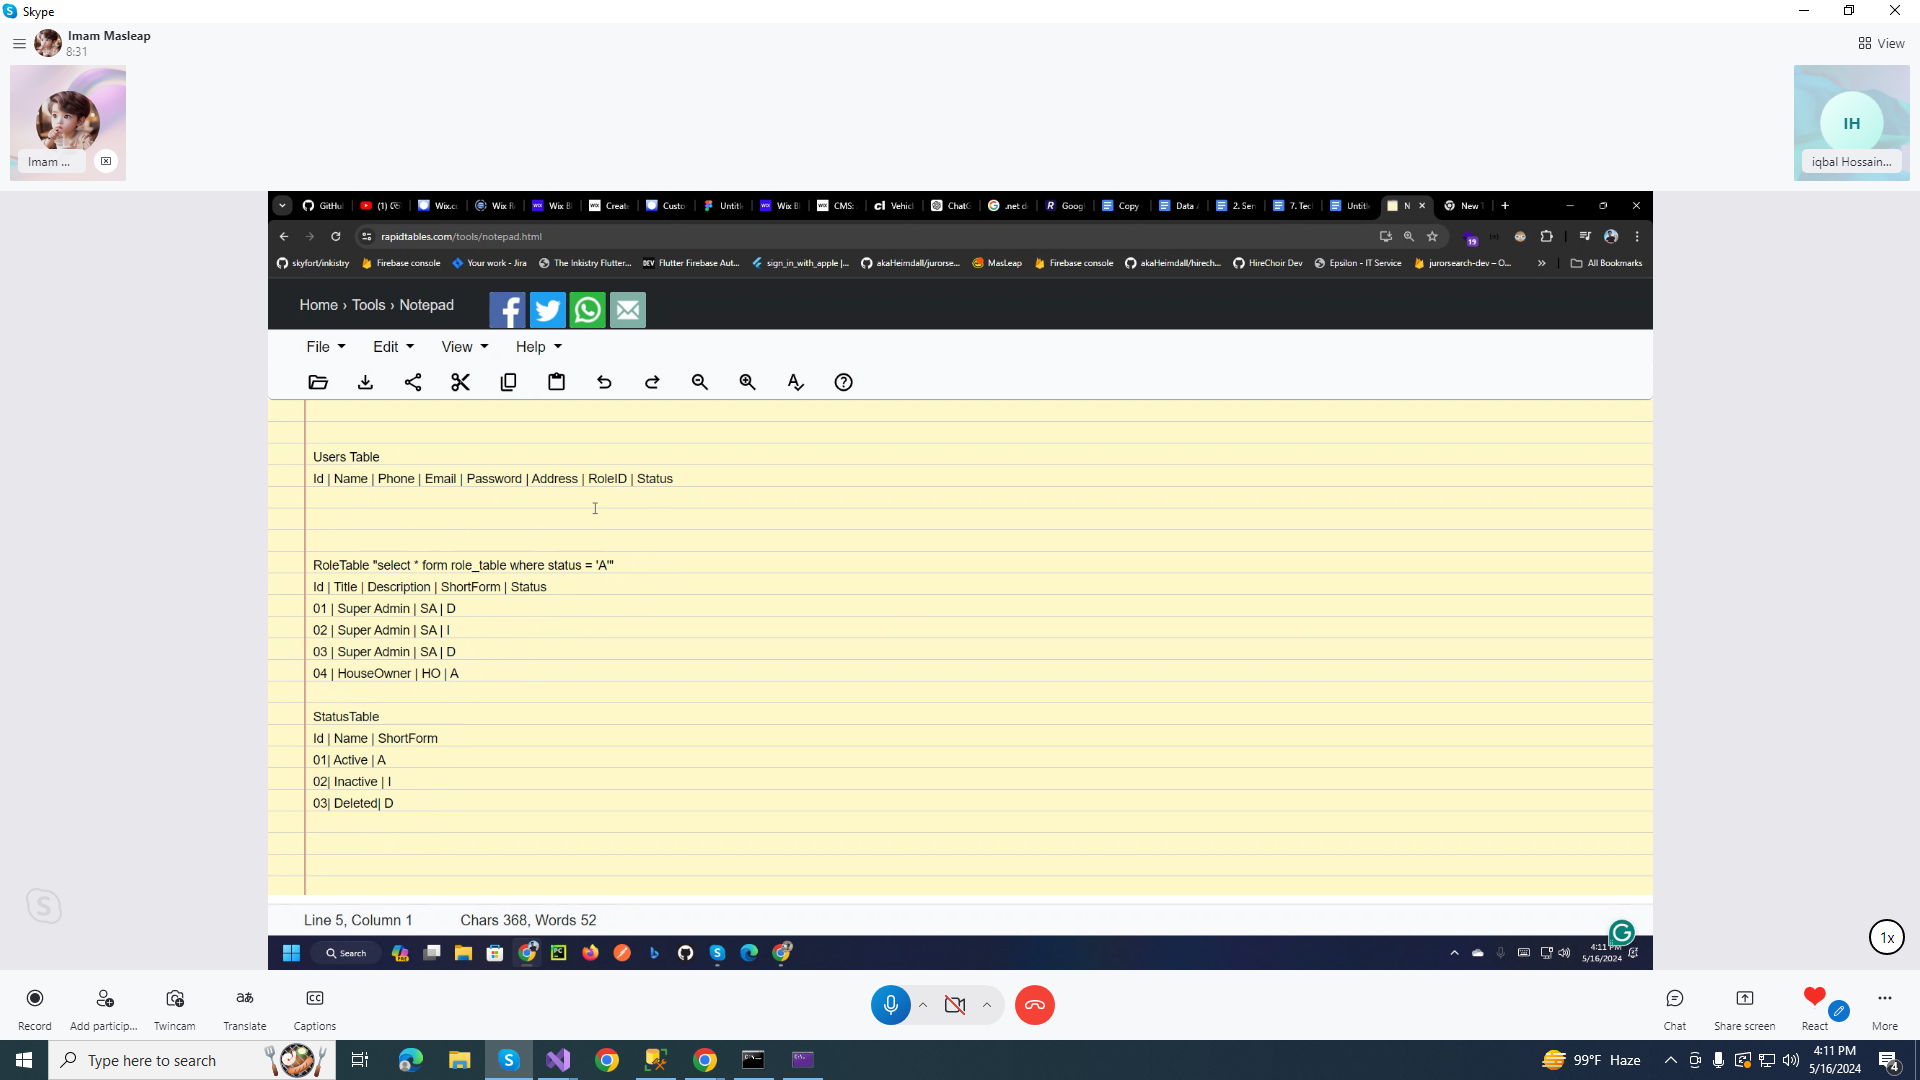 Skype
Imam Masleap
8:31
View
Imam ...
IH
iqbal Hossain...
GitHu
(1) 
Wix.c
Wix R
Wix B
Create
Custo
Untitl
Wix Bl
CMS:
Vehicl
ChatG
.net d
Googl
Copy
Data
2. Sen
7. Tec
Untitl
N
New
rapidtables.com/tools/notepad.html
19
skyfort/inkistry
Firebase console
Your work - Jira
The Inkistry Flutter...
Flutter Firebase Aut...
sign_in_with_apple |...
akaHeimdall/jurorse...
MasLeap
Firebase console
akaHeimdall/hirech...
HireChoir Dev
Epsilon - IT Service
jurorsearch-dev – O...
»
All Bookmarks
Home › Tools › Notepad
File
Edit
View
Help
Users Table
Id | Name | Phone | Email | Password | Address | RoleID | Status
RoleTable "select * form role_table where status = 'A'"
Id | Title | Description | ShortForm | Status
01 | Super Admin | SA | D
02 | Super Admin | SA | I
03 | Super Admin | SA | D
04 | HouseOwner | HO | A
StatusTable
Id | Name | ShortForm
01| Active | A
02| Inactive | I
03| Deleted| D
Line 5, Column 1
Chars 368, Words 52
Search
4:11 PM
5/16/2024
1x
Record
Add particip...
Twincam
Translate
Captions
Chat
Share screen
React
More
Type here to search
99°F Haze
4:11 PM
5/16/2024
4